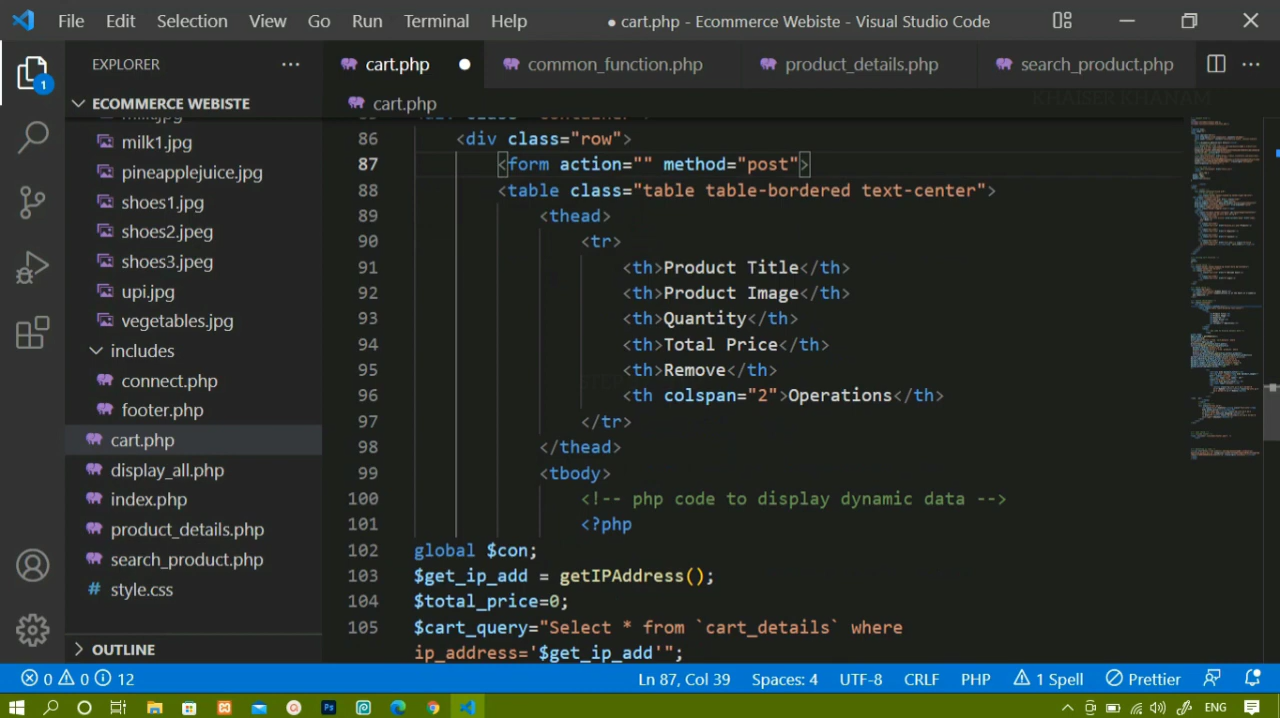 File Edit Selection View Go Run Terminal Help ● cart.php - Ecommerce Webiste - Visual Studio Code
EXPLORER ···
cart.php ● common_function.php product_details.php search_product.php ···
ECOMMERCE WEBISTE
cart.php
KHAISER KHANAM
milk1.jpg
pineapplejuice.jpg
shoes1.jpg
shoes2.jpeg
shoes3.jpeg
upi.jpg
vegetables.jpg
includes
connect.php
footer.php
cart.php
display_all.php
index.php
product_details.php
search_product.php
# style.css
OUTLINE
1
86 <div class="row">
87 <form action="" method="post">
88 <table class="table table-bordered text-center">
89 <thead>
90 <tr>
91 <th>Product Title</th>
92 <th>Product Image</th>
93 <th>Quantity</th>
94 <th>Total Price</th>
95 <th>Remove</th>
96 <th colspan="2">Operations</th>
97 </tr>
98 </thead>
99 <tbody>
100 <!-- php code to display dynamic data -->
101 <?php
102 global $con;
103 $get_ip_add = getIPAddress();
104 $total_price=0;
105 $cart_query="Select * from `cart_details` where
ip_address='$get_ip_add'";
0 0 12 Ln 87, Col 39 Spaces: 4 UTF-8 CRLF PHP 1 Spell Prettier
ENG